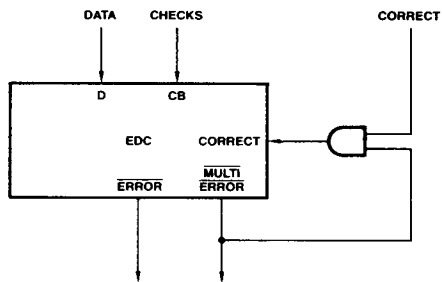 DATA CHECKS CORRECT
D CB
EDC CORRECT
ERROR MULTI
ERROR